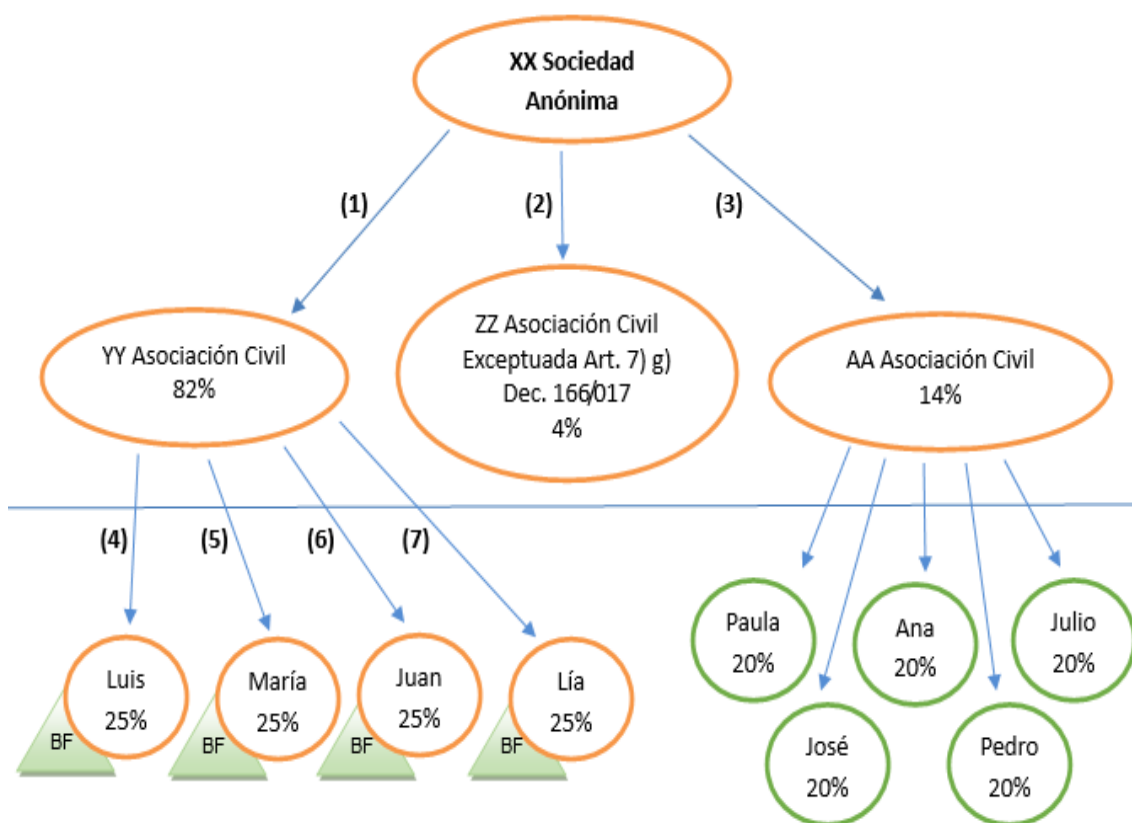 XX Sociedad
Anónima
(1)
(2)
(3)
YY Asociación Civil
82%
ZZ Asociación Civil
Exceptuada Art. 7) g)
Dec. 166/017
4%
AA Asociación Civil
14%
(4)
(5)
(6)
(7)
Luis
25%
BF
María
25%
BF
Juan
25%
BF
Lía
25%
BF
Paula
20%
Ana
20%
Julio
20%
José
20%
Pedro
20%